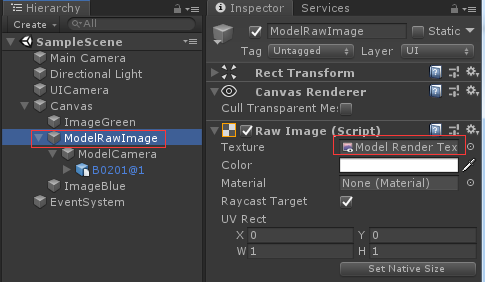 Hierarchy
Create
All
SampleScene
Main Camera
Directional Light
UICamera
Canvas
ImageGreen
ModelRawImage
ModelCamera
B0201@1
ImageBlue
EventSystem
Inspector
Services
ModelRawImage
Static
Tag Untagged Layer UI
Rect Transform
Canvas Renderer
Cull Transparent Me
Raw Image (Script)
Texture Model Render Tex
Color
Material None (Material)
Raycast Target
UV Rect
X 0 Y 0
W 1 H 1
Set Native Size